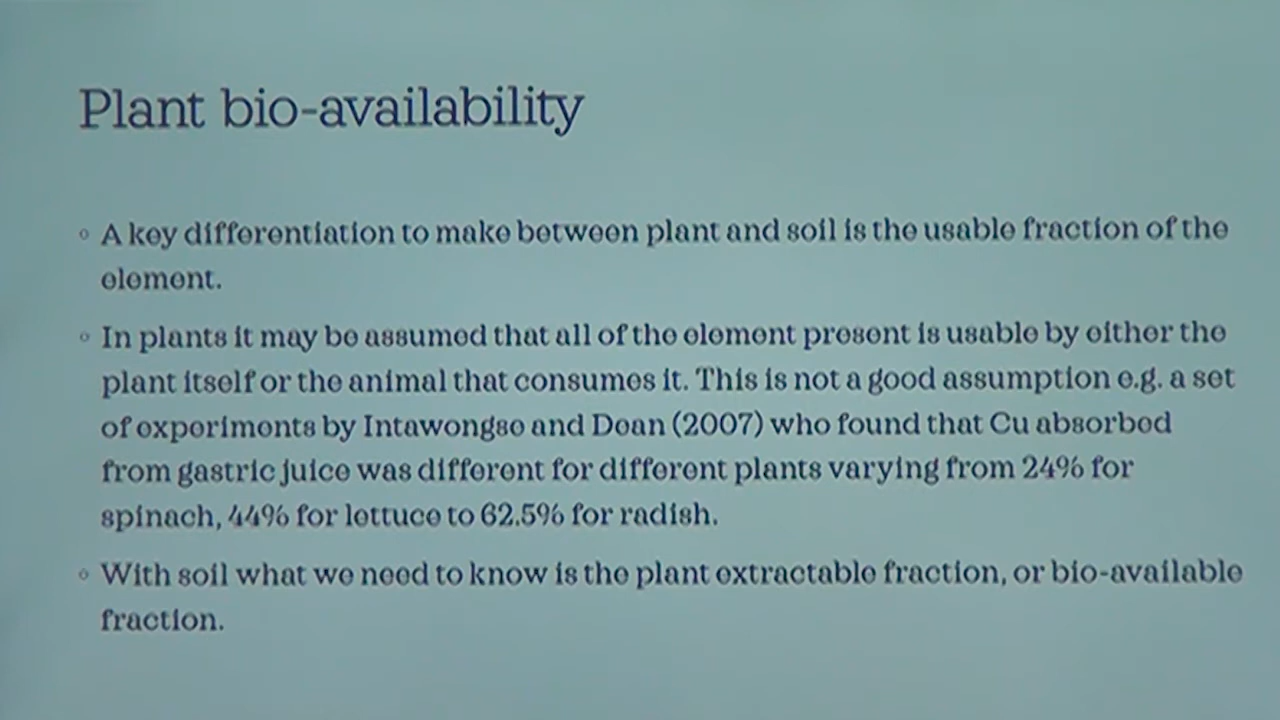 Plant bio-availability
◦ A key differentiation to make between plant and soil is the usable fraction of the
element.
◦ In plants it may be assumed that all of the element present is usable by either the
plant itself or the animal that consumes it. This is not a good assumption e.g. a set
of experiments by Intawongse and Dean (2007) who found that Cu absorbed
from gastric juice was different for different plants varying from 24% for
spinach, 44% for lettuce to 62.5% for radish.
◦ With soil what we need to know is the plant extractable fraction, or bio-available
fraction.